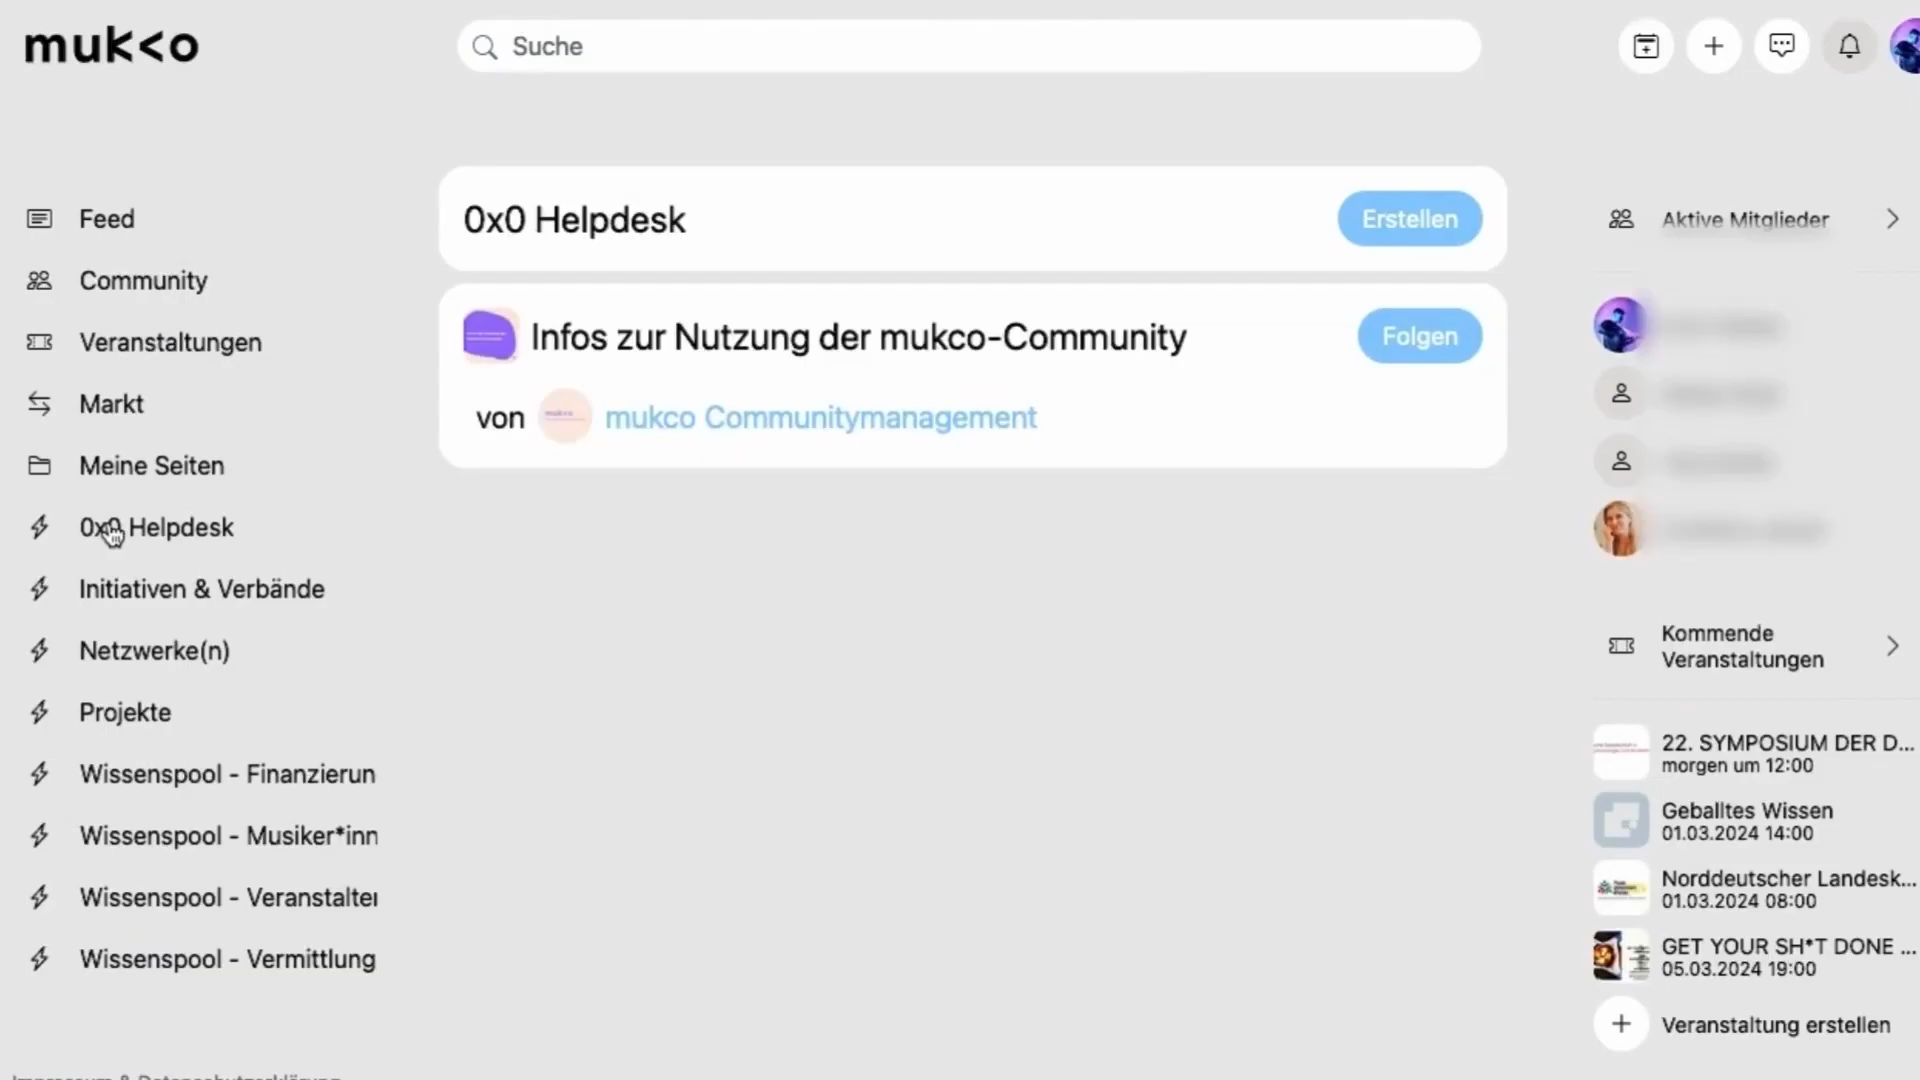 muk<o
Suche
Feed
Community
Veranstaltungen
Markt
Meine Seiten
0x0 Helpdesk
Initiativen & Verbände
Netzwerke(n)
Projekte
Wissenspool - Finanzierun
Wissenspool - Musiker*inn
Wissenspool - Veranstalter
Wissenspool - Vermittlung
0x0 Helpdesk
Erstellen
Infos zur Nutzung der mukco-Community
Folgen
von mukco Communitymanagement
Aktive Mitglieder
Kommende
Veranstaltungen
22. SYMPOSIUM DER D...
morgen um 12:00
Geballtes Wissen
01.03.2024 14:00
Norddeutscher Landesk...
01.03.2024 08:00
GET YOUR SH*T DONE ...
05.03.2024 19:00
Veranstaltung erstellen